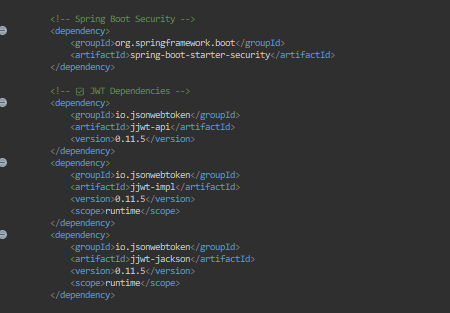 <!-- Spring Boot Security -->
<dependency>
<groupId>org.springframework.boot</groupId>
<artifactId>spring-boot-starter-security</artifactId>
</dependency>
<!-- ☑ JWT Dependencies -->
<dependency>
<groupId>io.jsonwebtoken</groupId>
<artifactId>jjwt-api</artifactId>
<version>0.11.5</version>
</dependency>
<dependency>
<groupId>io.jsonwebtoken</groupId>
<artifactId>jjwt-impl</artifactId>
<version>0.11.5</version>
<scope>runtime</scope>
</dependency>
<dependency>
<groupId>io.jsonwebtoken</groupId>
<artifactId>jjwt-jackson</artifactId>
<version>0.11.5</version>
<scope>runtime</scope>
</dependency>